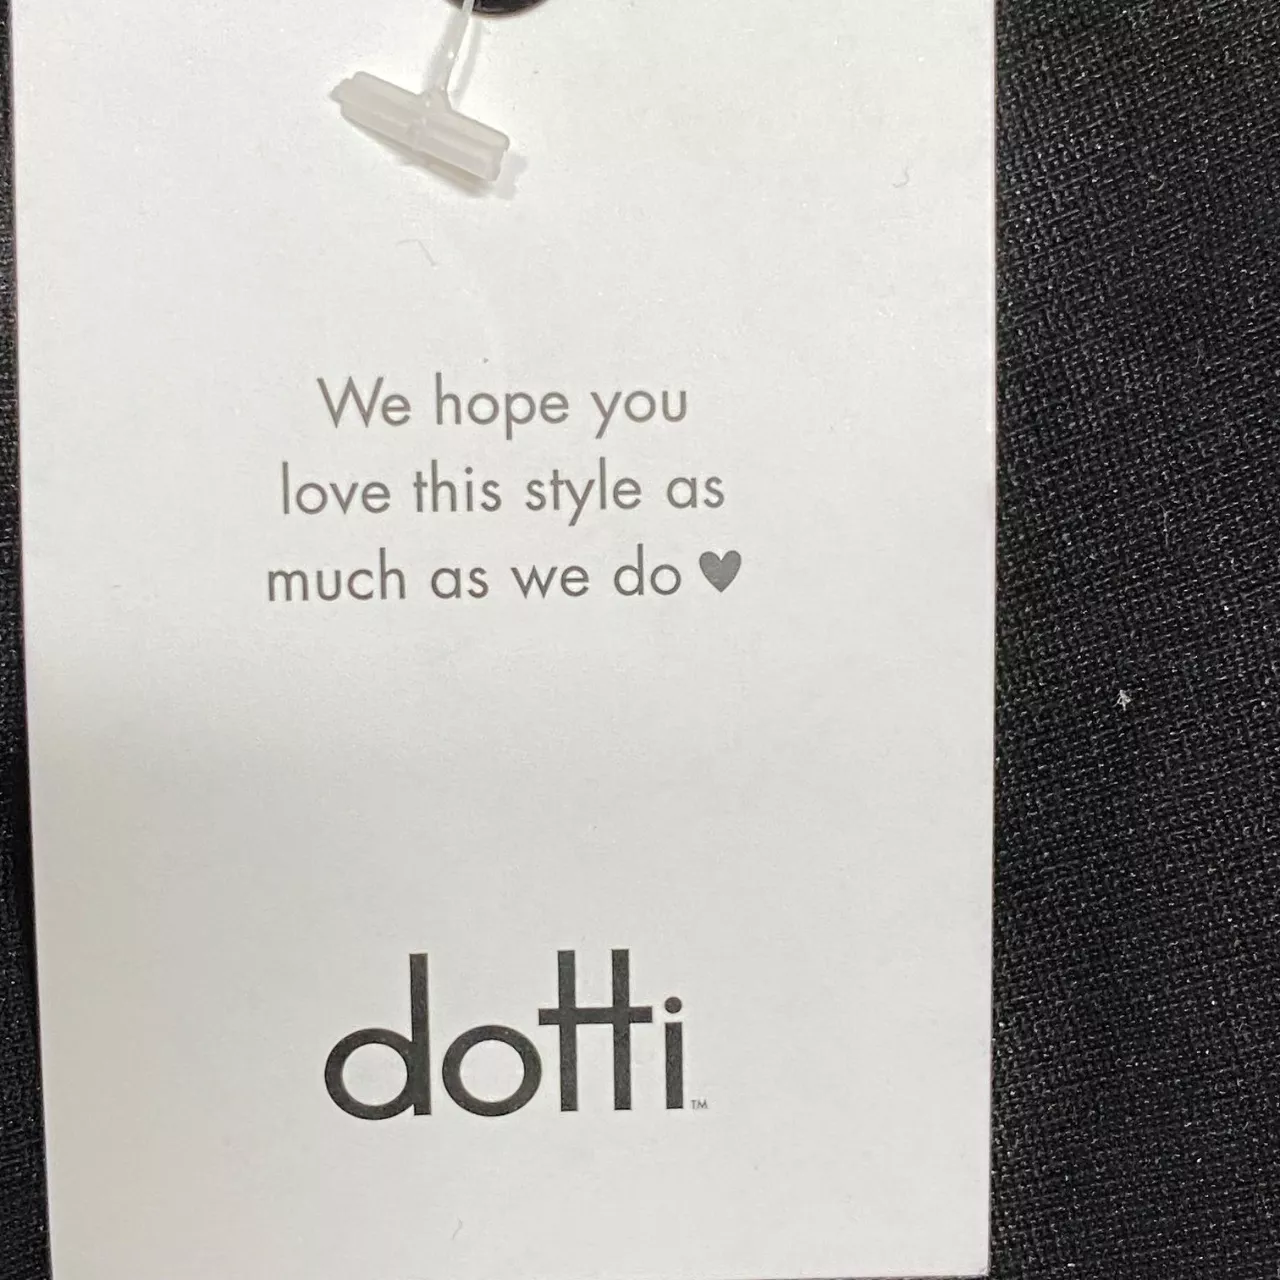 We hope you
love this style as
much as we do ♥
dotti™